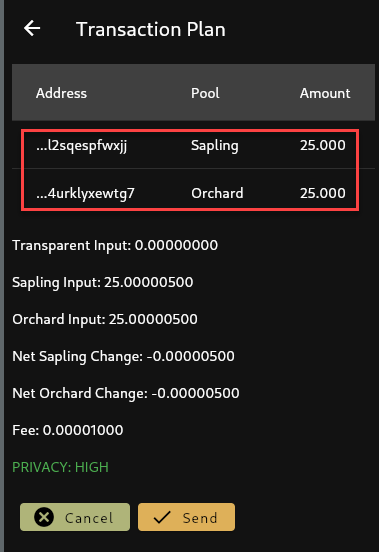 Transaction Plan
Address Pool Amount
...l2sqespfwxjj Sapling 25.000
...4urklyxewtg7 Orchard 25.000
Transparent Input: 0.00000000
Sapling Input: 25.00000500
Orchard Input: 25.00000500
Net Sapling Change: -0.00000500
Net Orchard Change: -0.00000500
Fee: 0.00001000
PRIVACY: HIGH
Cancel Send